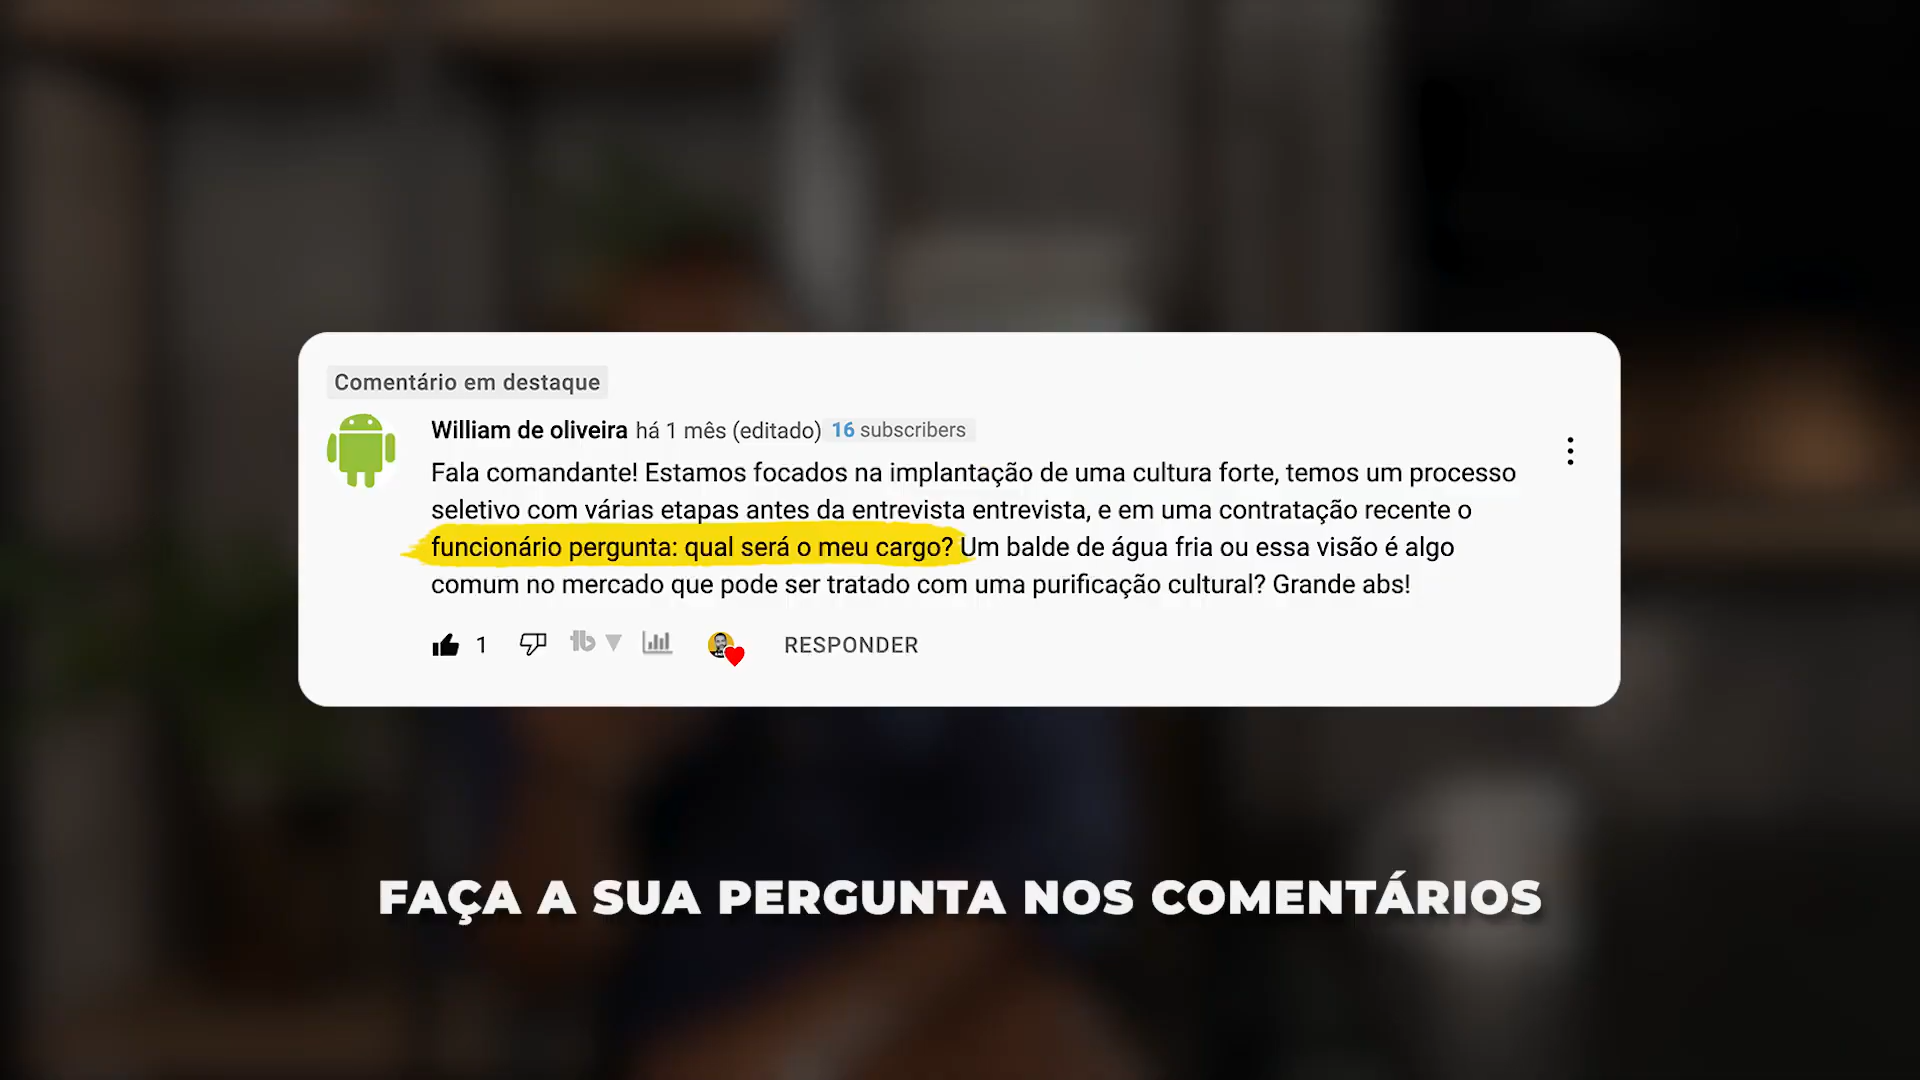 Comentário em destaque
William de oliveira há 1 mês (editado) 16 subscribers
Fala comandante! Estamos focados na implantação de uma cultura forte, temos um processo
seletivo com várias etapas antes da entrevista entrevista, e em uma contratação recente o
funcionário pergunta: qual será o meu cargo? Um balde de água fria ou essa visão é algo
comum no mercado que pode ser tratado com uma purificação cultural? Grande abs!
1 tb RESPONDER
FAÇA A SUA PERGUNTA NOS COMENTÁRIOS